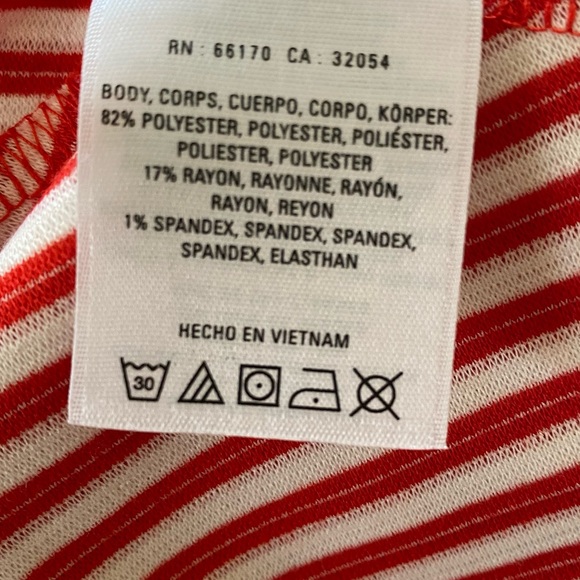 RN : 66170 CA : 32054
BODY, CORPS, CUERPO, CORPO, KÖRPER:
82% POLYESTER, POLYESTER, POLIÉSTER,
POLIESTER, POLYESTER
17% RAYON, RAYONNE, RAYÓN,
RAYON, REYON
1% SPANDEX, SPANDEX, SPANDEX,
SPANDEX, ELASTHAN
HECHO EN VIETNAM
30